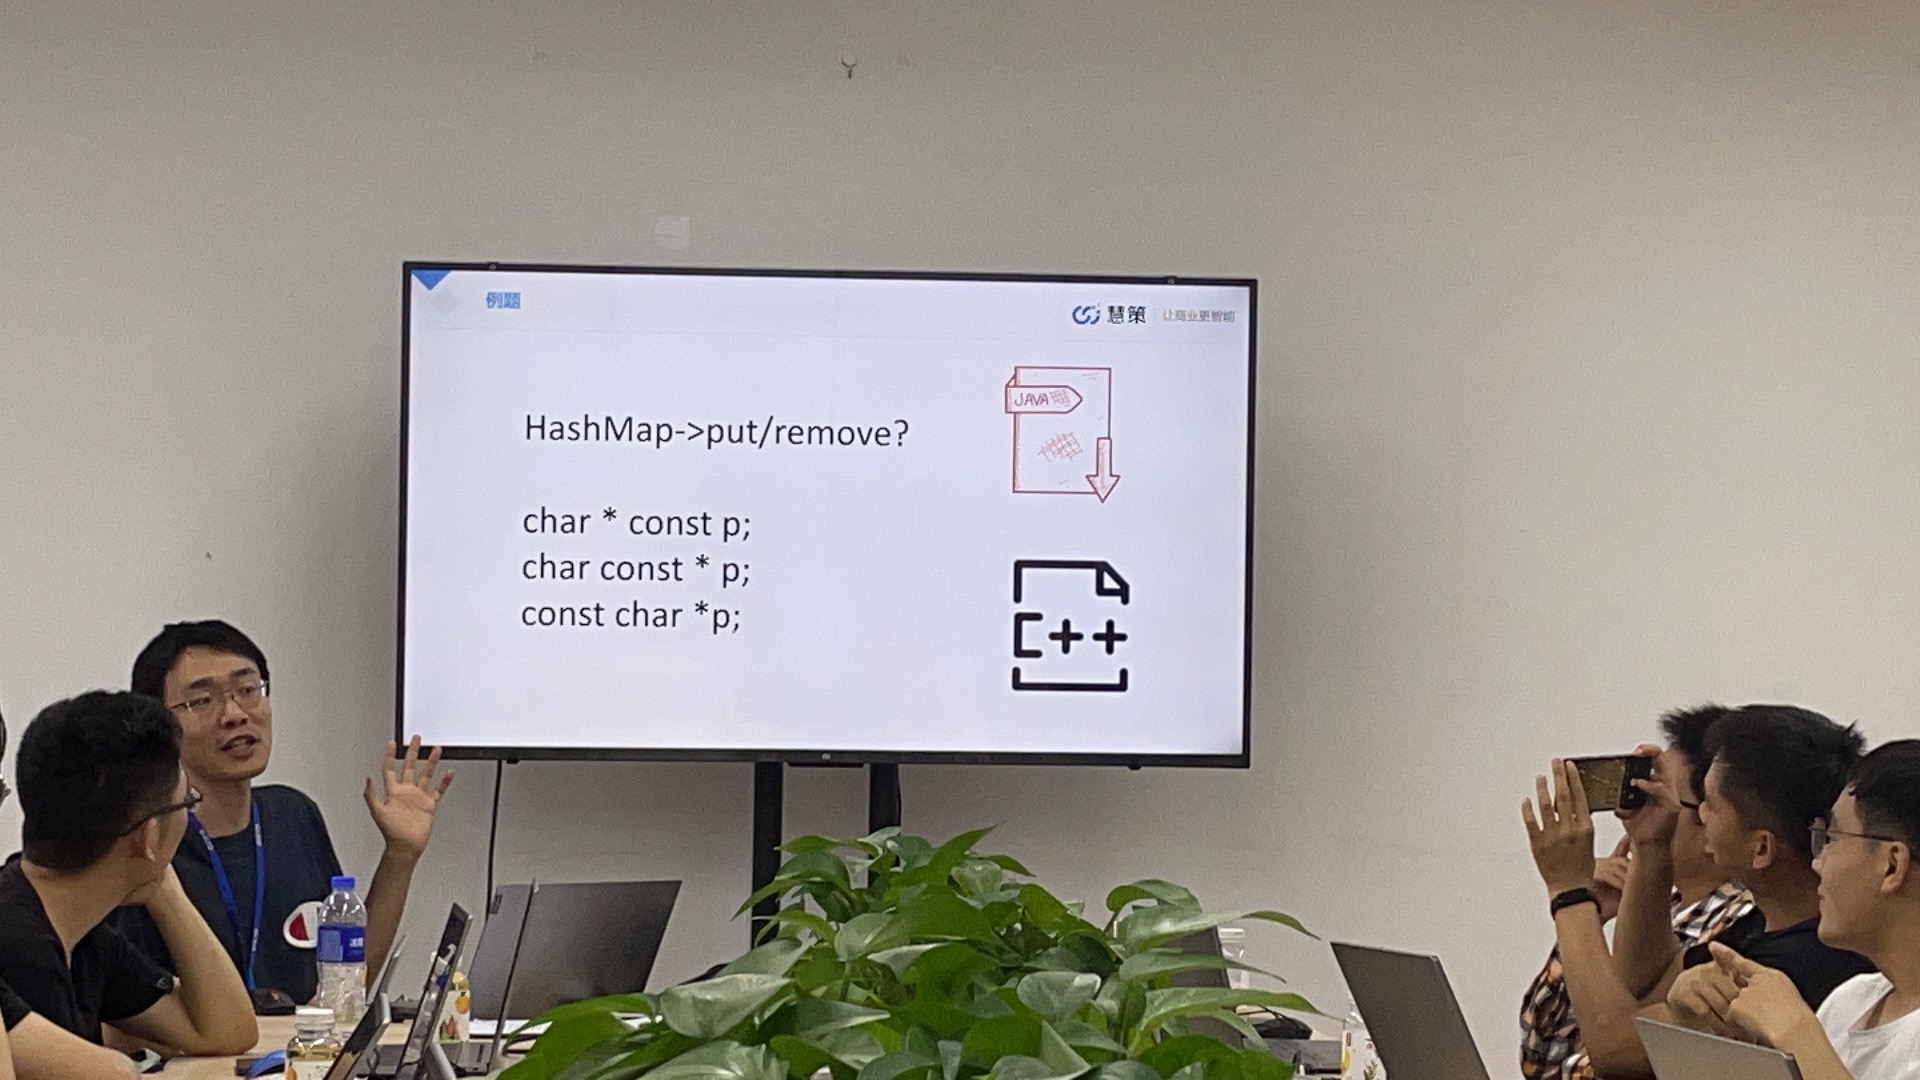 例题
慧策 让商业更智能
HashMap->put/remove?
JAVA
char * const p;
char const * p;
const char *p;
C++